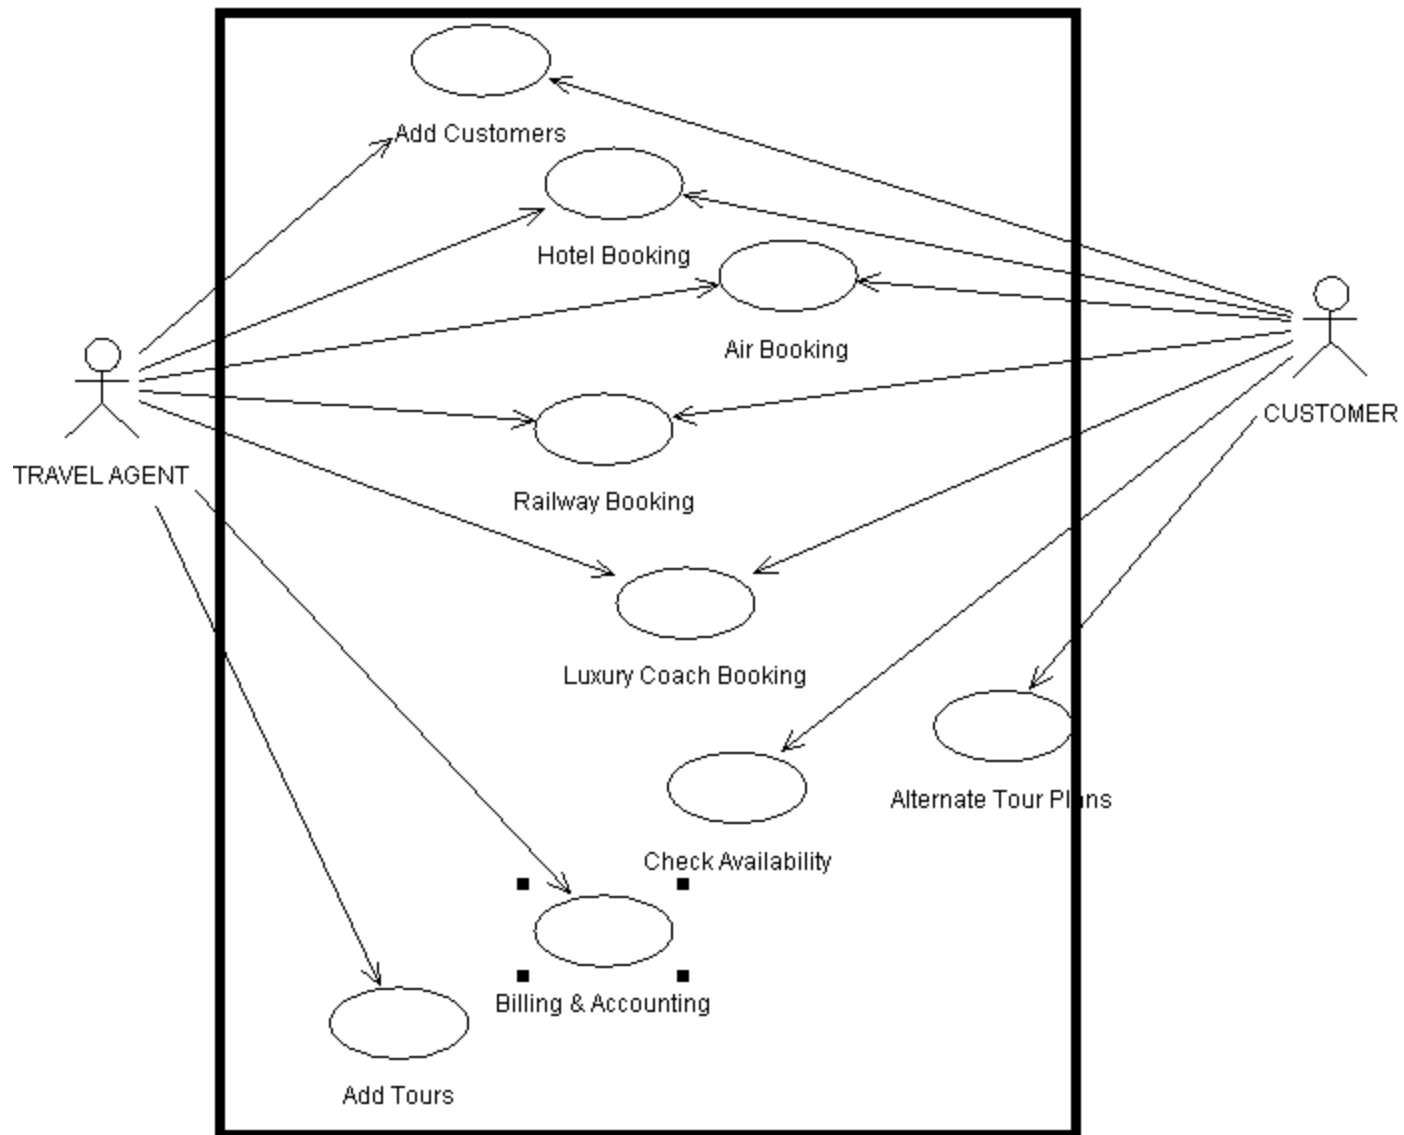 Add Customers
Hotel Booking
Air Booking
CUSTOMER
TRAVEL AGENT
Railway Booking
Luxury Coach Booking
Alternate Tour Plans
Check Availability
Billing & Accounting
Add Tours